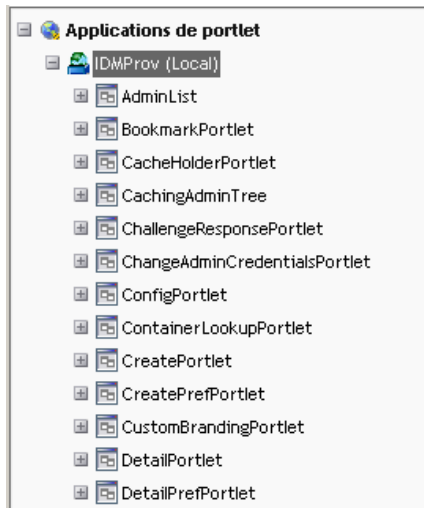 Applications de portlet
IDMProv (Local)
AdminList
BookmarkPortlet
CacheHolderPortlet
CachingAdminTree
ChallengeResponsePortlet
ChangeAdminCredentialsPortlet
ConfigPortlet
ContainerLookupPortlet
CreatePortlet
CreatePrefPortlet
CustomBrandingPortlet
DetailPortlet
DetailPrefPortlet